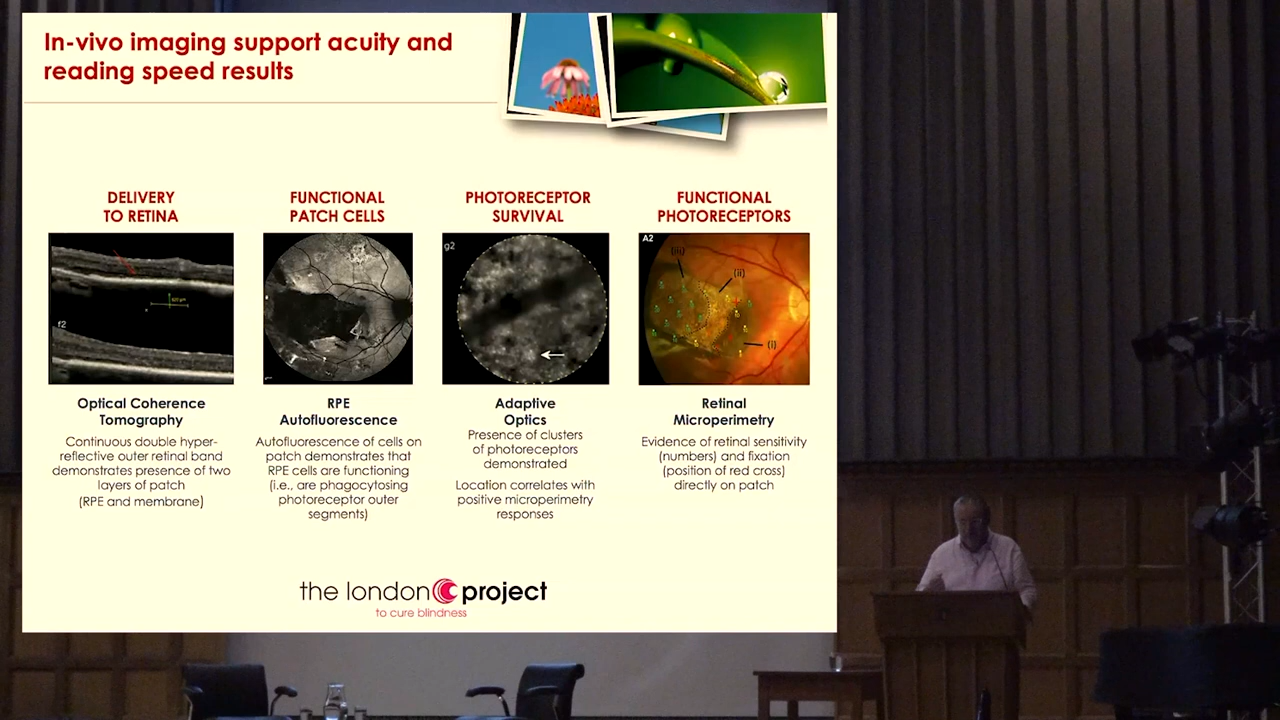 In-vivo imaging support acuity and
reading speed results
DELIVERY
TO RETINA
f2
Optical Coherence
Tomography
Continuous double hyper-
reflective outer retinal band
demonstrates presence of two
layers of patch
(RPE and membrane)
FUNCTIONAL
PATCH CELLS
RPE
Autofluorescence
Autofluorescence of cells on
patch demonstrates that
RPE cells are functioning
(i.e., are phagocytosing
photoreceptor outer
segments)
PHOTORECEPTOR
SURVIVAL
g2
Adaptive
Optics
Presence of clusters
of photoreceptors
demonstrated
Location correlates with
positive microperimetry
responses
FUNCTIONAL
PHOTORECEPTORS
A2
(iii)
(ii)
(i)
Retinal
Microperimetry
Evidence of retinal sensitivity
(numbers) and fixation
(position of red cross)
directly on patch
the london project
to cure blindness